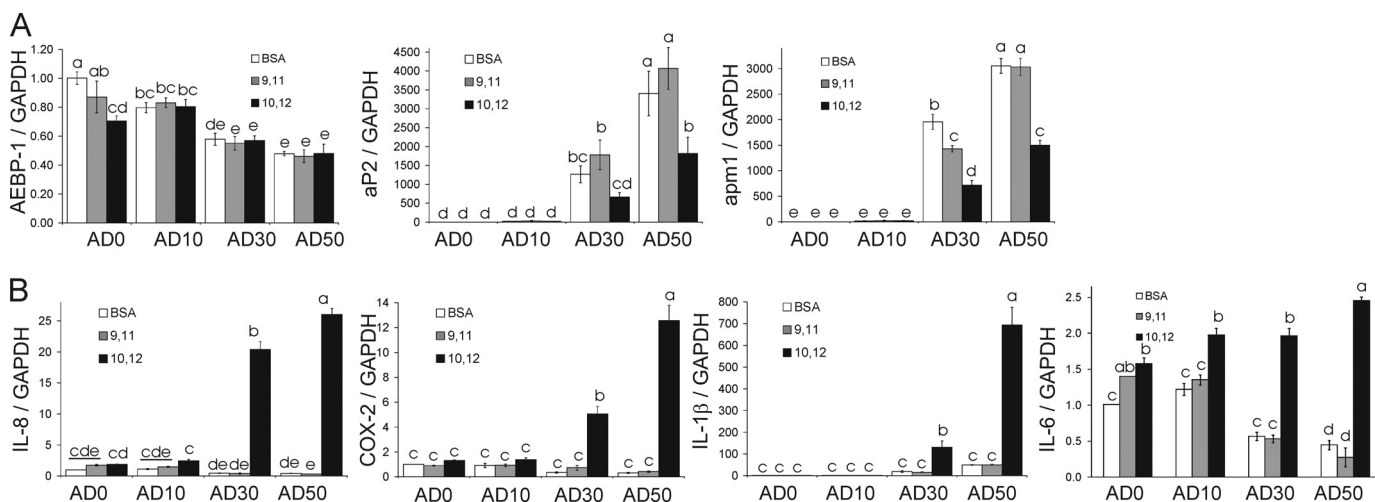 A
AEBP-1 / GAPDH
1.20
1.00
0.80
0.60
0.40
0.20
0.00
BSA
9,11
10,12
a ab cd bc bc bc de e e e e e
AD0 AD10 AD30 AD50
aP2 / GAPDH
4500
4000
3500
3000
2500
2000
1500
1000
500
0
BSA
9,11
10,12
d d d d d d bc b cd a a b
AD0 AD10 AD30 AD50
apm1 / GAPDH
3000
2500
2000
1500
1000
500
0
BSA
9,11
10,12
e e e e e e b c d a a c
AD0 AD10 AD30 AD50
B
IL-8 / GAPDH
25
20
15
10
5
0
BSA
9,11
10,12
cde cd cde c de de b de e a
AD0 AD10 AD30 AD50
COX-2 / GAPDH
14
12
10
8
6
4
2
0
BSA
9,11
10,12
c c c c c c c c b c c a
AD0 AD10 AD30 AD50
IL-1β / GAPDH
800
700
600
500
400
300
200
100
0
BSA
9,11
10,12
c c c c c c c c b c c a
AD0 AD10 AD30 AD50
IL-6 / GAPDH
2.5
2.0
1.5
1.0
0.5
0.0
BSA
9,11
10,12
c ab b c c b c c b d d a
AD0 AD10 AD30 AD50